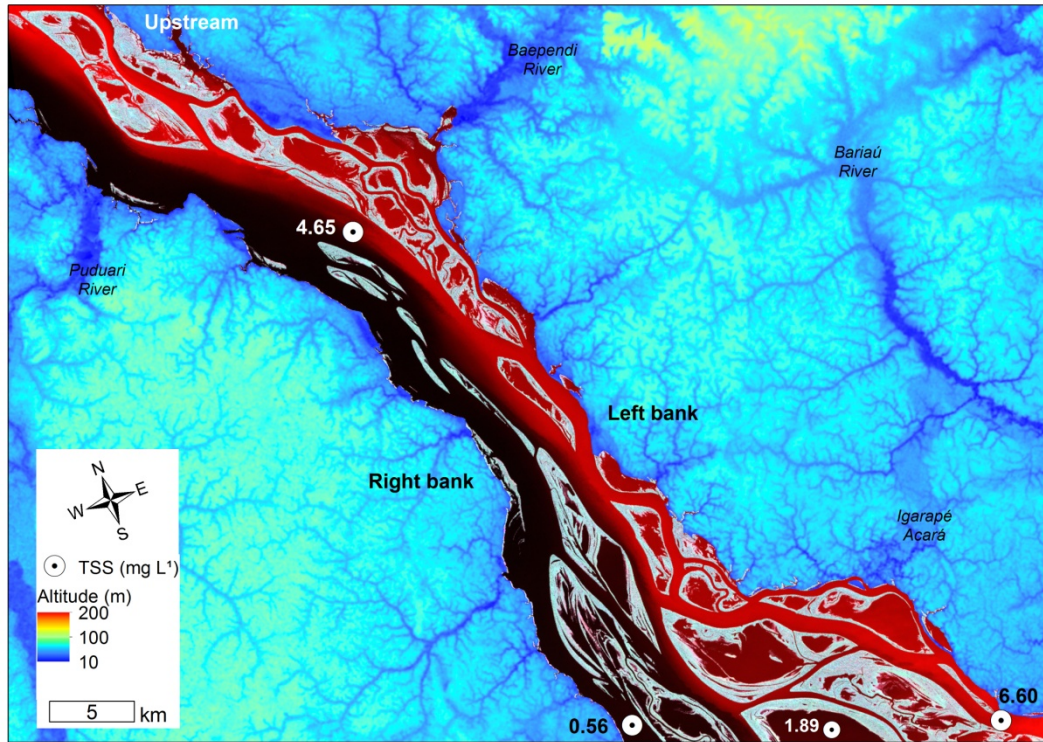 Upstream
Baependi
River
Bariaú
River
4.65
Puduari
River
Left bank
Right bank
Igarapé
Acará
N
E
W
S
TSS (mg L¹)
Altitude (m)
200
100
10
5 km
0.56
1.89
6.60